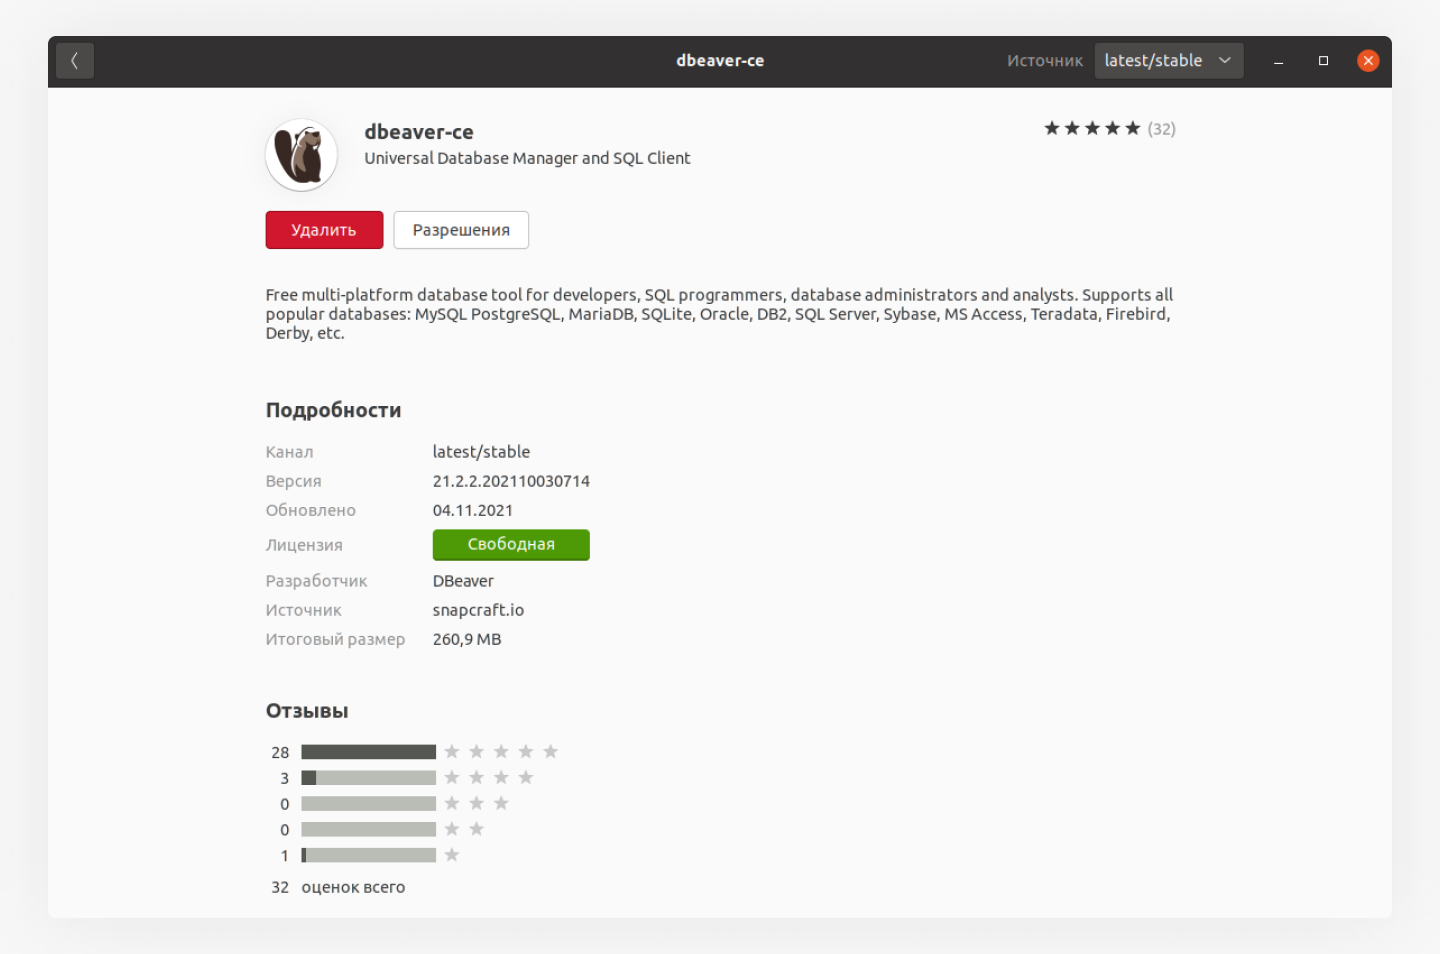 dbeaver-ce
Источник latest/stable
dbeaver-ce
(32)
Universal Database Manager and SQL Client
Удалить Разрешения
Free multi-platform database tool for developers, SQL programmers, database administrators and analysts. Supports all
popular databases: MySQL PostgreSQL, MariaDB, SQLite, Oracle, DB2, SQL Server, Sybase, MS Access, Teradata, Firebird,
Derby, etc.
Подробности
Канал latest/stable
Версия 21.2.2.202110030714
Обновлено 04.11.2021
Лицензия Свободная
Разработчик DBeaver
Источник snapcraft.io
Итоговый размер 260,9 MB
Отзывы
28
3
0
0
1
32 оценок всего